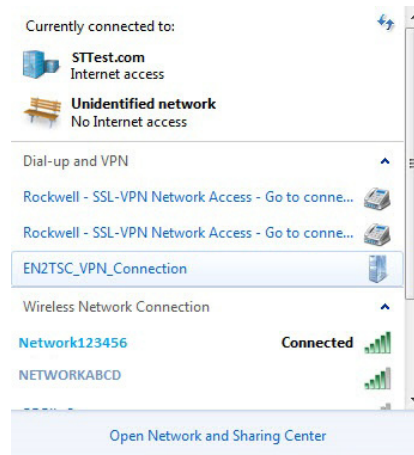 Currently connected to:
STTest.com
Internet access
Unidentified network
No Internet access
Dial-up and VPN
Rockwell - SSL-VPN Network Access - Go to conne...
Rockwell - SSL-VPN Network Access - Go to conne...
EN2TSC_VPN_Connection
Wireless Network Connection
Network123456 Connected
NETWORKABCD
Open Network and Sharing Center